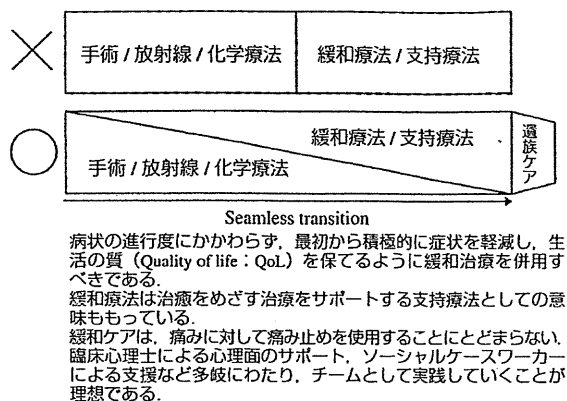 手術 / 放射線 / 化学療法
緩和療法 / 支持療法
緩和療法 / 支持療法
手術 / 放射線 / 化学療法
遺族ケア
Seamless transition
病状の進行度にかかわらず，最初から積極的に症状を軽減し，生
活の質（Quality of life：QoL）を保てるように緩和治療を併用す
べきである．
緩和療法は治癒をめざす治療をサポートする支持療法としての意
味ももっている．
緩和ケアは，痛みに対して痛み止めを使用することにとどまらない．
臨床心理士による心理面のサポート，ソーシャルケースワーカー
による支援など多岐にわたり，チームとして実践していくことが
理想である．